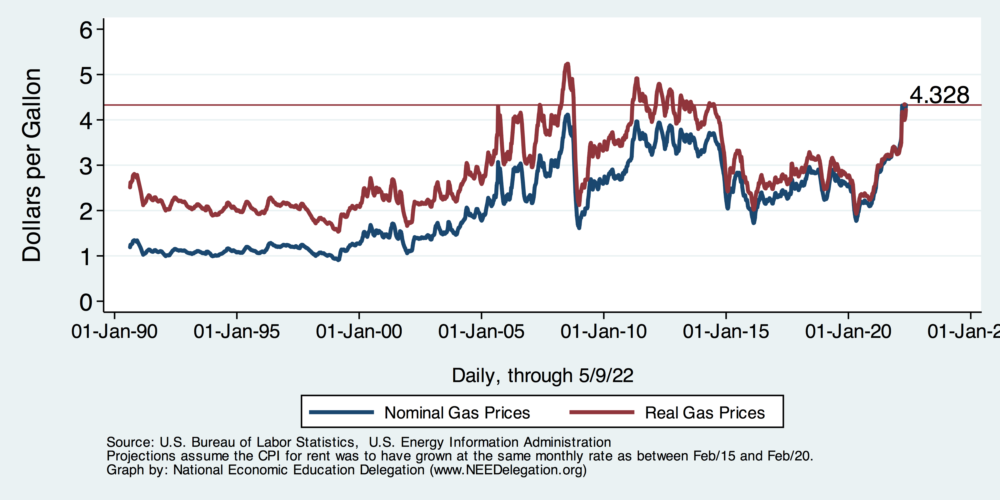 6
5
4
3
2
1
0
Dollars per Gallon
4.328
01-Jan-90 01-Jan-95 01-Jan-00 01-Jan-05 01-Jan-10 01-Jan-15 01-Jan-20 01-Jan-2
Daily, through 5/9/22
Nominal Gas Prices Real Gas Prices
Source: U.S. Bureau of Labor Statistics,  U.S. Energy Information Administration
Projections assume the CPI for rent was to have grown at the same monthly rate as between Feb/15 and Feb/20.
Graph by: National Economic Education Delegation (www.NEEDelegation.org)